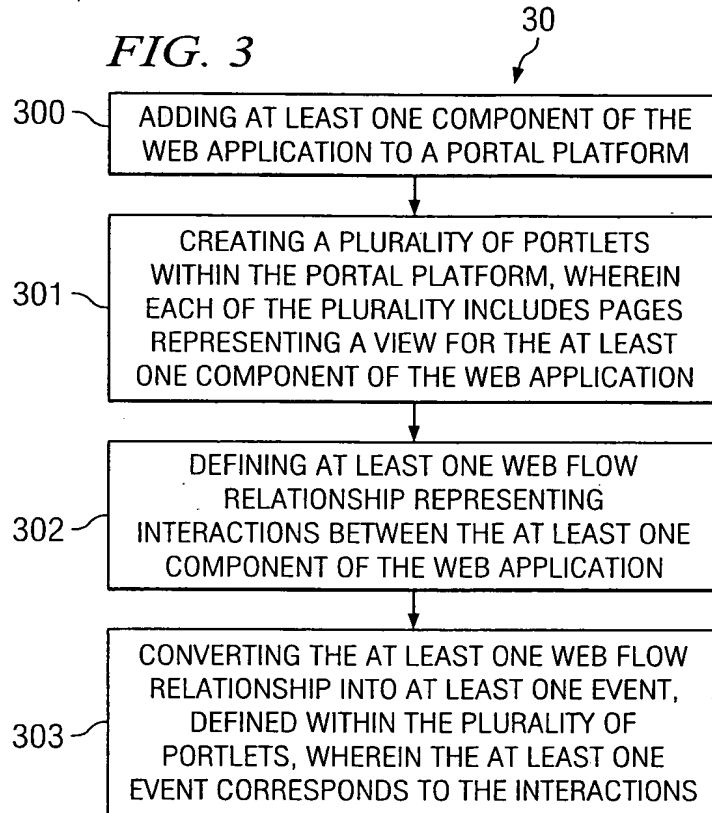 FIG. 3
30
300
ADDING AT LEAST ONE COMPONENT OF THE
WEB APPLICATION TO A PORTAL PLATFORM
301
CREATING A PLURALITY OF PORTLETS
WITHIN THE PORTAL PLATFORM, WHEREIN
EACH OF THE PLURALITY INCLUDES PAGES
REPRESENTING A VIEW FOR THE AT LEAST
ONE COMPONENT OF THE WEB APPLICATION
302
DEFINING AT LEAST ONE WEB FLOW
RELATIONSHIP REPRESENTING
INTERACTIONS BETWEEN THE AT LEAST ONE
COMPONENT OF THE WEB APPLICATION
303
CONVERTING THE AT LEAST ONE WEB FLOW
RELATIONSHIP INTO AT LEAST ONE EVENT,
DEFINED WITHIN THE PLURALITY OF
PORTLETS, WHEREIN THE AT LEAST ONE
EVENT CORRESPONDS TO THE INTERACTIONS